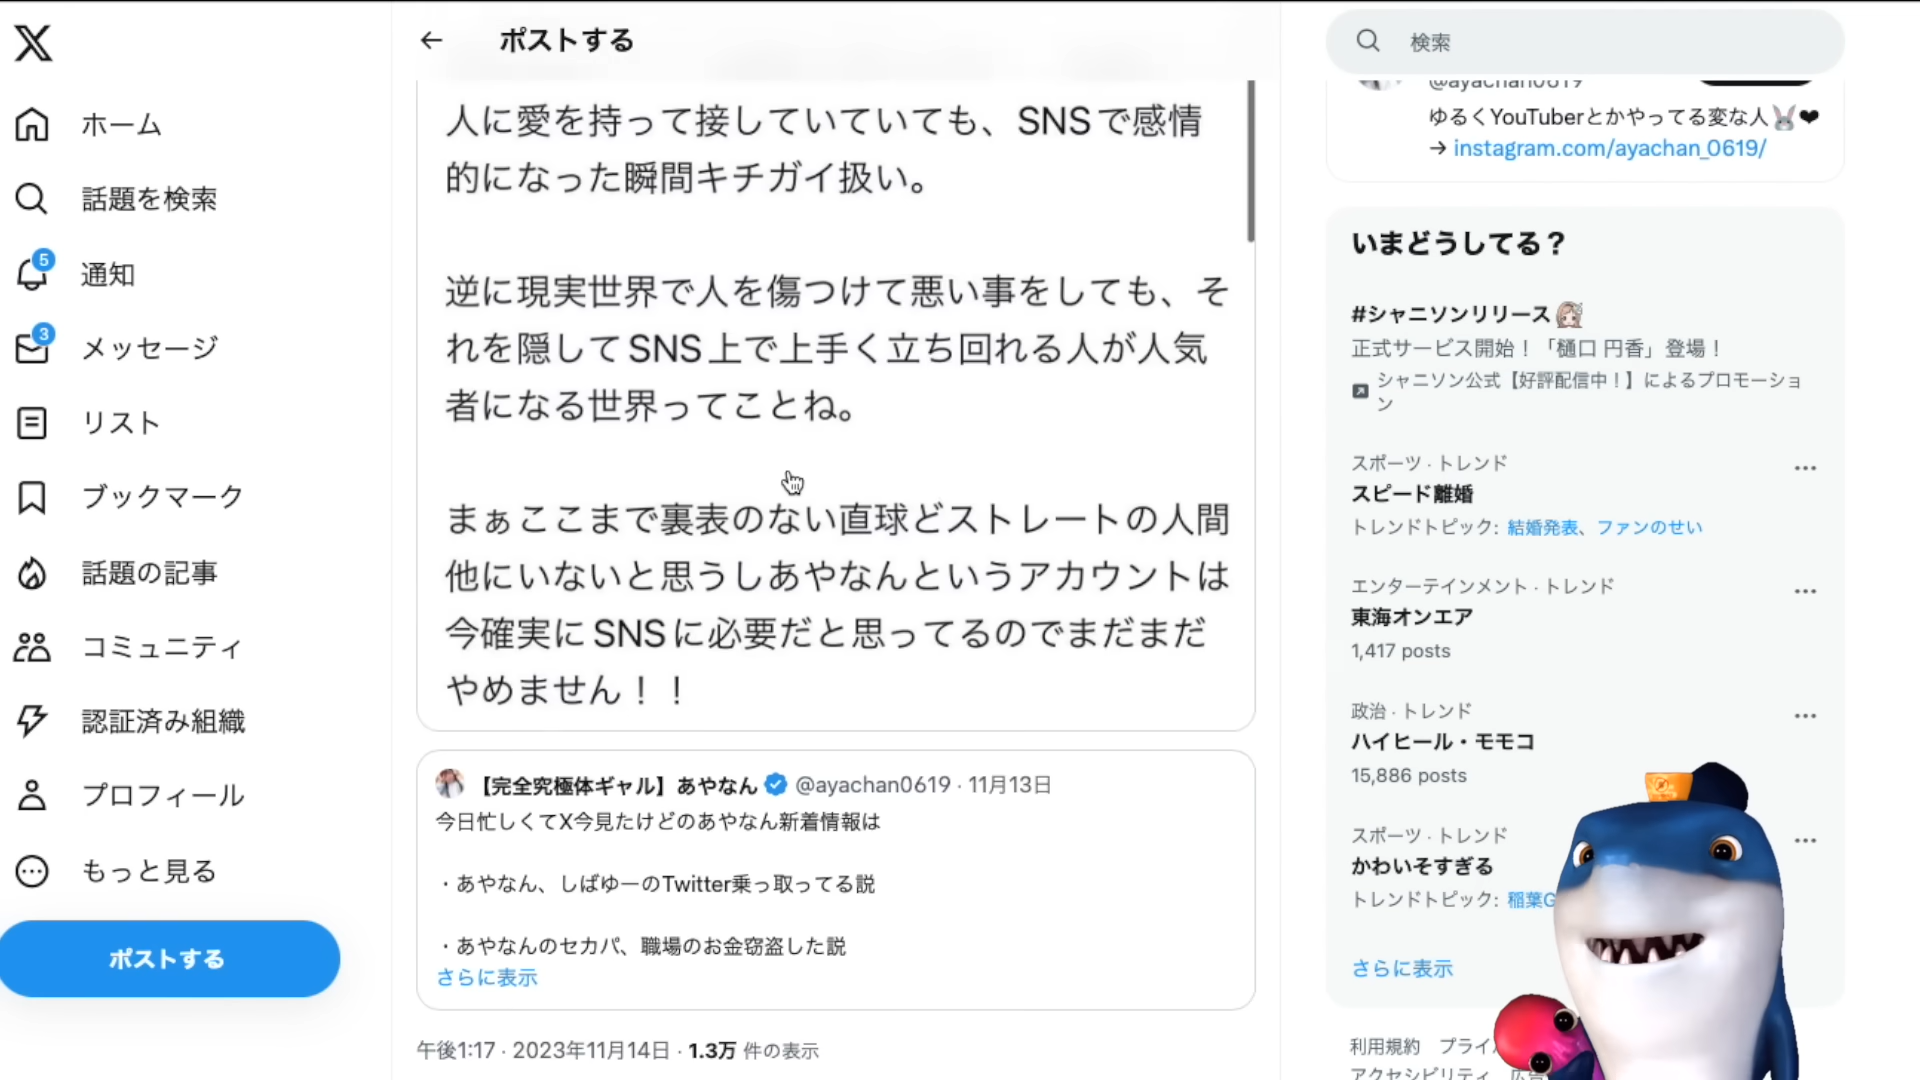 ホーム
話題を検索
5
通知
3
メッセージ
リスト
ブックマーク
話題の記事
コミュニティ
認証済み組織
プロフィール
もっと見る
ポストする
← ポストする
人に愛を持って接していていても、SNSで感情
的になった瞬間キチガイ扱い。
逆に現実世界で人を傷つけて悪い事をしても、そ
れを隠してSNS上で上手く立ち回れる人が人気
者になる世界ってことね。
まぁここまで裏表のない直球どストレートの人間
他にいないと思うしあやなんというアカウントは
今確実にSNSに必要だと思ってるのでまだまだ
やめません！！
【完全究極体ギャル】あやなん @ayachan0619 · 11月13日
今日忙しくてX今見たけどのあやなん新着情報は
・あやなん、しばゆーのTwitter乗っ取ってる説
・あやなんのセカパ、職場のお金窃盗した説
さらに表示
午後1:17 · 2023年11月14日 · 1.3万 件の表示
検索
@ayachan0619
ゆるくYouTuberとかやってる変な人🐰❤
→ instagram.com/ayachan_0619/
いまどうしてる？
#シャニソンリリース
正式サービス開始！「樋口 円香」登場！
シャニソン公式【好評配信中！】によるプロモーショ
ン
スポーツ · トレンド
スピード離婚
トレンドトピック: 結婚発表、ファンのせい
エンターテインメント · トレンド
東海オンエア
1,417 posts
政治 · トレンド
ハイヒール・モモコ
15,886 posts
スポーツ · トレンド
かわいそすぎる
トレンドトピック: 稲葉
さらに表示
利用規約 プライ
アクセシビリティ 広告